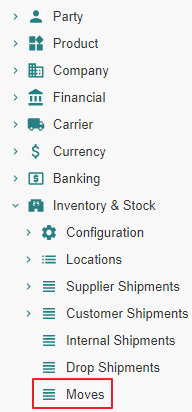 Party
Product
Company
Financial
Carrier
Currency
Banking
Inventory & Stock
Configuration
Locations
Supplier Shipments
Customer Shipments
Internal Shipments
Drop Shipments
Moves